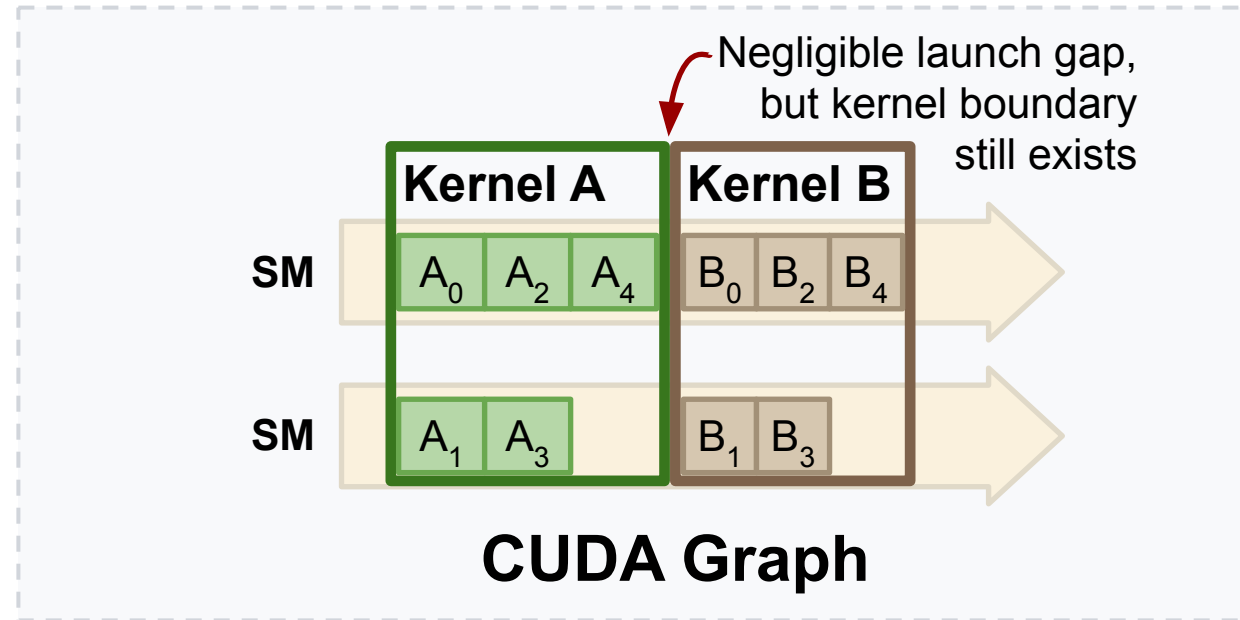 Negligible launch gap,
but kernel boundary
still exists
Kernel A Kernel B
SM A₀ A₂ A₄ B₀ B₂ B₄
SM A₁ A₃ B₁ B₃
CUDA Graph